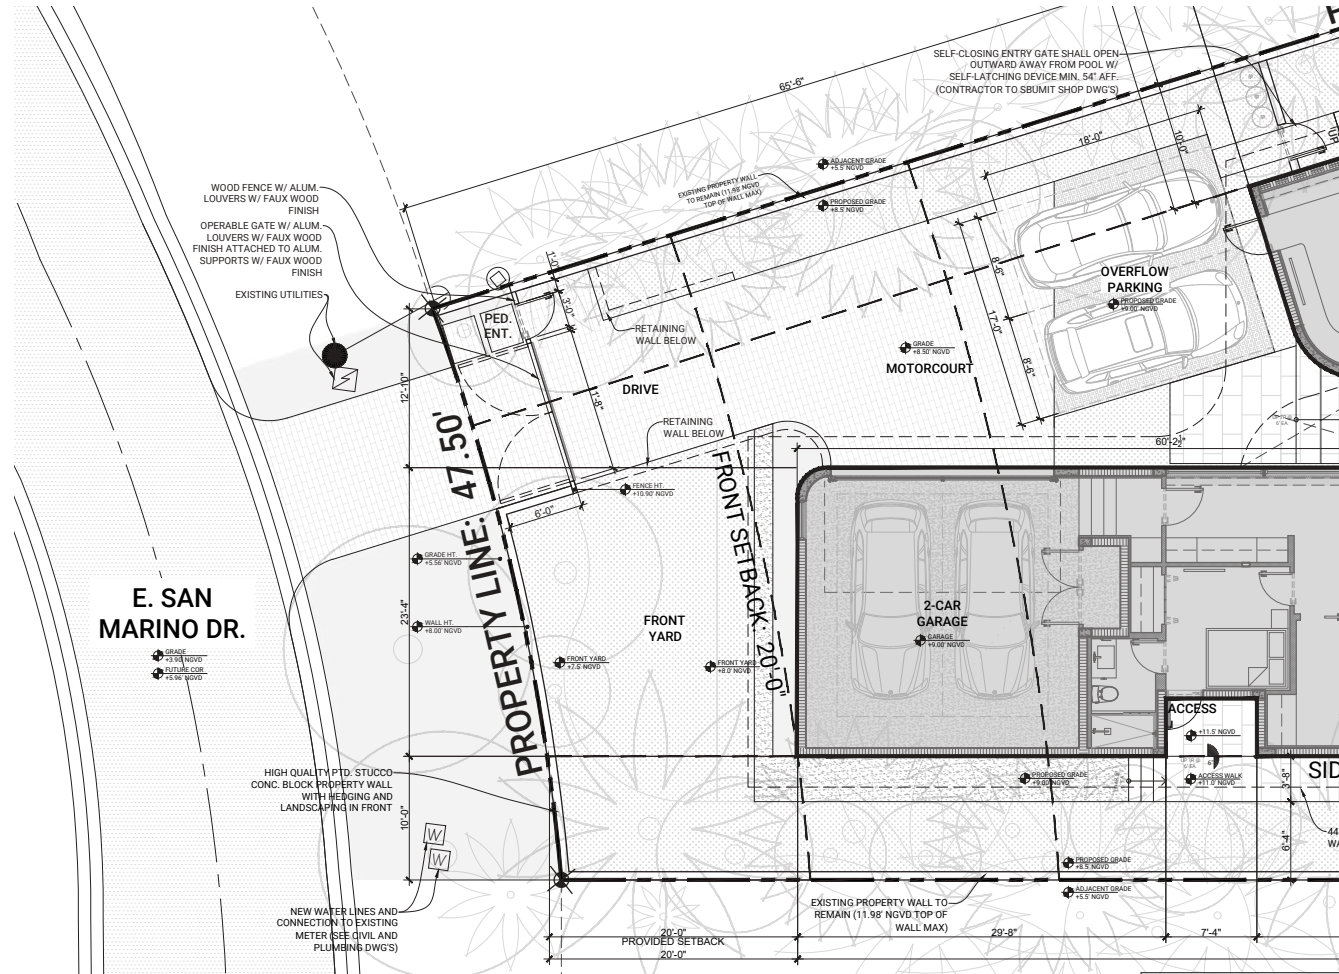 SELF-CLOSING ENTRY GATE SHALL OPEN
OUTWARD AWAY FROM POOL W/
SELF-LATCHING DEVICE MIN. 54" AFF.
(CONTRACTOR TO SBUMIT SHOP DWG'S)
65'-6"
18'-0"
10'-0"
UP
ADJACENT GRADE
+5.5' NGVD
EXISTING PROPERTY WALL
TO REMAIN (11.58' NGVD
TOP OF WALL MAX)
PROPOSED GRADE
+8.5' NGVD
WOOD FENCE W/ ALUM.
LOUVERS W/ FAUX WOOD
FINISH
OPERABLE GATE W/ ALUM.
LOUVERS W/ FAUX WOOD
FINISH ATTACHED TO ALUM.
SUPPORTS W/ FAUX WOOD
FINISH
EXISTING UTILITIES
3'-0"
PED.
ENT.
RETAINING
WALL BELOW
8'-6"
17'-0"
8'-6"
OVERFLOW
PARKING
PROPOSED GRADE
+9.00' NGVD
GRADE
+8.50' NGVD
MOTORCOURT
DRIVE
12'-10"
RETAINING
WALL BELOW
60'-2½"
FENCE HT.
+10.90' NGVD
6'-0"
PROPERTY LINE: 47.50'
FRONT SETBACK: 20'-0"
GRADE HT.
+5.56' NGVD
WALL HT.
+8.00' NGVD
23'-4"
E. SAN
MARINO DR.
GRADE
+3.90' NGVD
FUTURE COR
+5.96' NGVD
FRONT
YARD
FRONT YARD
+7.5' NGVD
FRONT YARD
+8.0' NGVD
2-CAR
GARAGE
GARAGE
+9.00' NGVD
ACCESS
+11.5' NGVD
ACCESS WALK
+11.0' NGVD
6"
SID
3'-8"
6'-4"
PROPOSED GRADE
+9.00' NGVD
HIGH QUALITY PTD. STUCCO
CONC. BLOCK PROPERTY WALL
WITH HEDGING AND
LANDSCAPING IN FRONT
10'-0"
W
W
44
WA
PROPOSED GRADE
+8.5' NGVD
ADJACENT GRADE
+5.5' NGVD
EXISTING PROPERTY WALL TO
REMAIN (11.98' NGVD TOP OF
WALL MAX)
NEW WATER LINES AND
CONNECTION TO EXISTING
METER (SEE CIVIL AND
PLUMBING DWG'S)
20'-0"
PROVIDED SETBACK
20'-0"
29'-8"
7'-4"